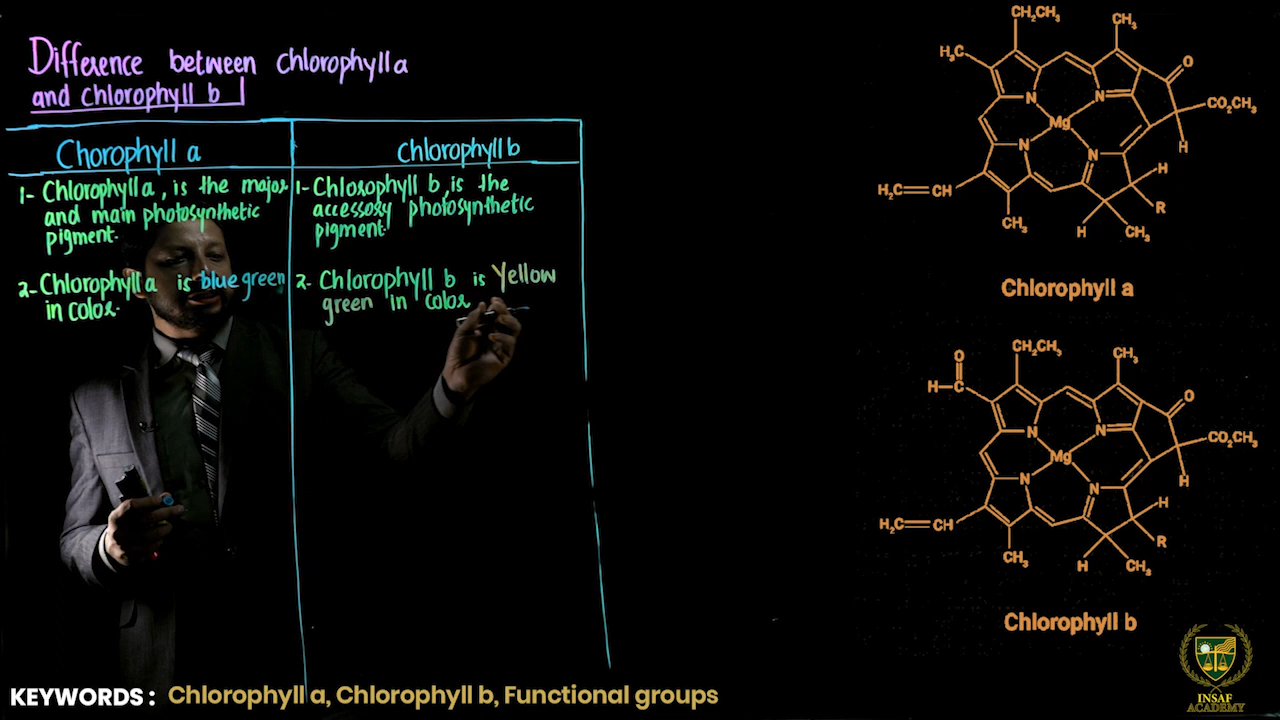 Difference between chlorophyll a
and chlorophyll b
Chorophyll a
Chlorophyll b
1- Chlorophyll a, is the major
and main photosynthetic
pigment.
1- Chlorophyll b, is the
accessory photosynthetic
pigment.
2- Chlorophyll a is blue green
in color.
2- Chlorophyll b is Yellow
green in color
CH₂CH₃
CH₃
H₃C
O
N
N
Mg
CO₂CH₃
N
N
H
H
H₂C=CH
R
CH₃
H
CH₃
Chlorophyll a
O
CH₂CH₃
CH₃
H-C
O
N
N
CO₂CH₃
Mg
N
N
H
H
H₂C=CH
R
CH₃
H
CH₃
Chlorophyll b
INSAF
ACADEMY
KEYWORDS : Chlorophyll a, Chlorophyll b, Functional groups